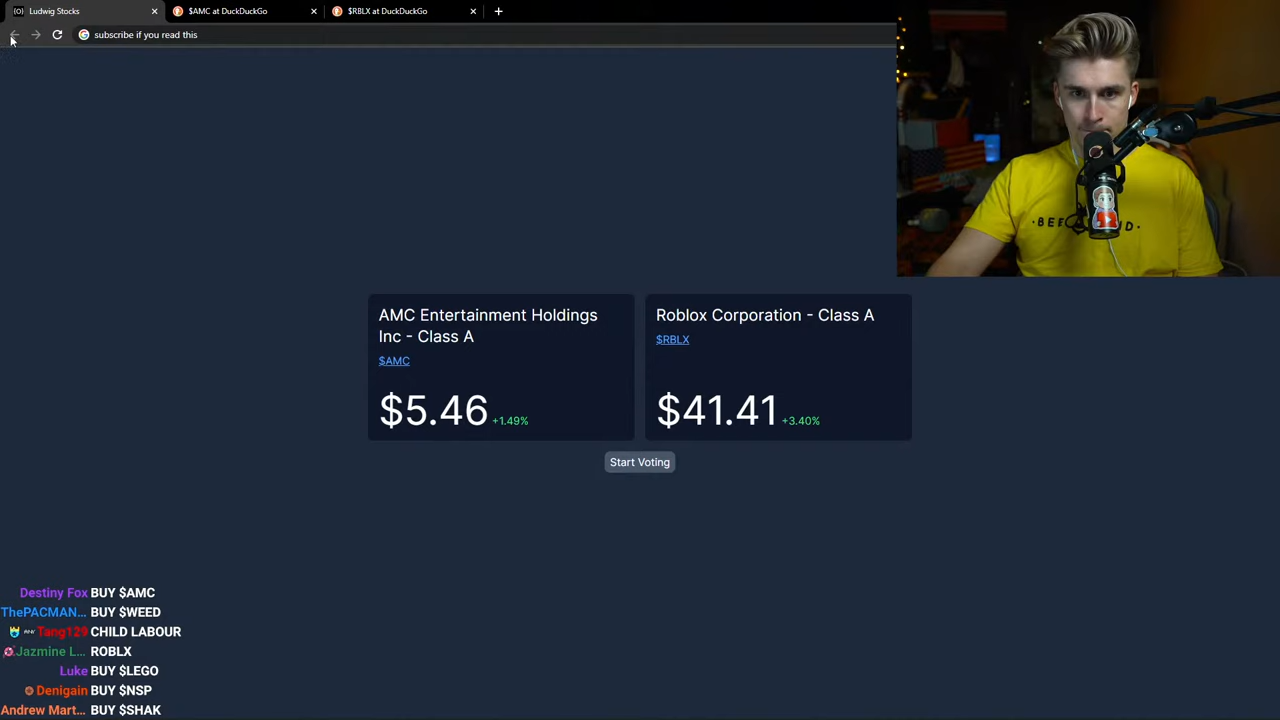 Ludwig Stocks
$AMC at DuckDuckGo
$RBLX at DuckDuckGo
subscribe if you read this
AMC Entertainment Holdings
Inc - Class A
$AMC
$5.46 +1.49%
Roblox Corporation - Class A
$RBLX
$41.41 +3.40%
Start Voting
Destiny Fox BUY $AMC
ThePACMAN... BUY $WEED
Tang129 CHILD LABOUR
Jazmine L... ROBLX
Luke BUY $LEGO
Denigain BUY $NSP
Andrew Mart... BUY $SHAK